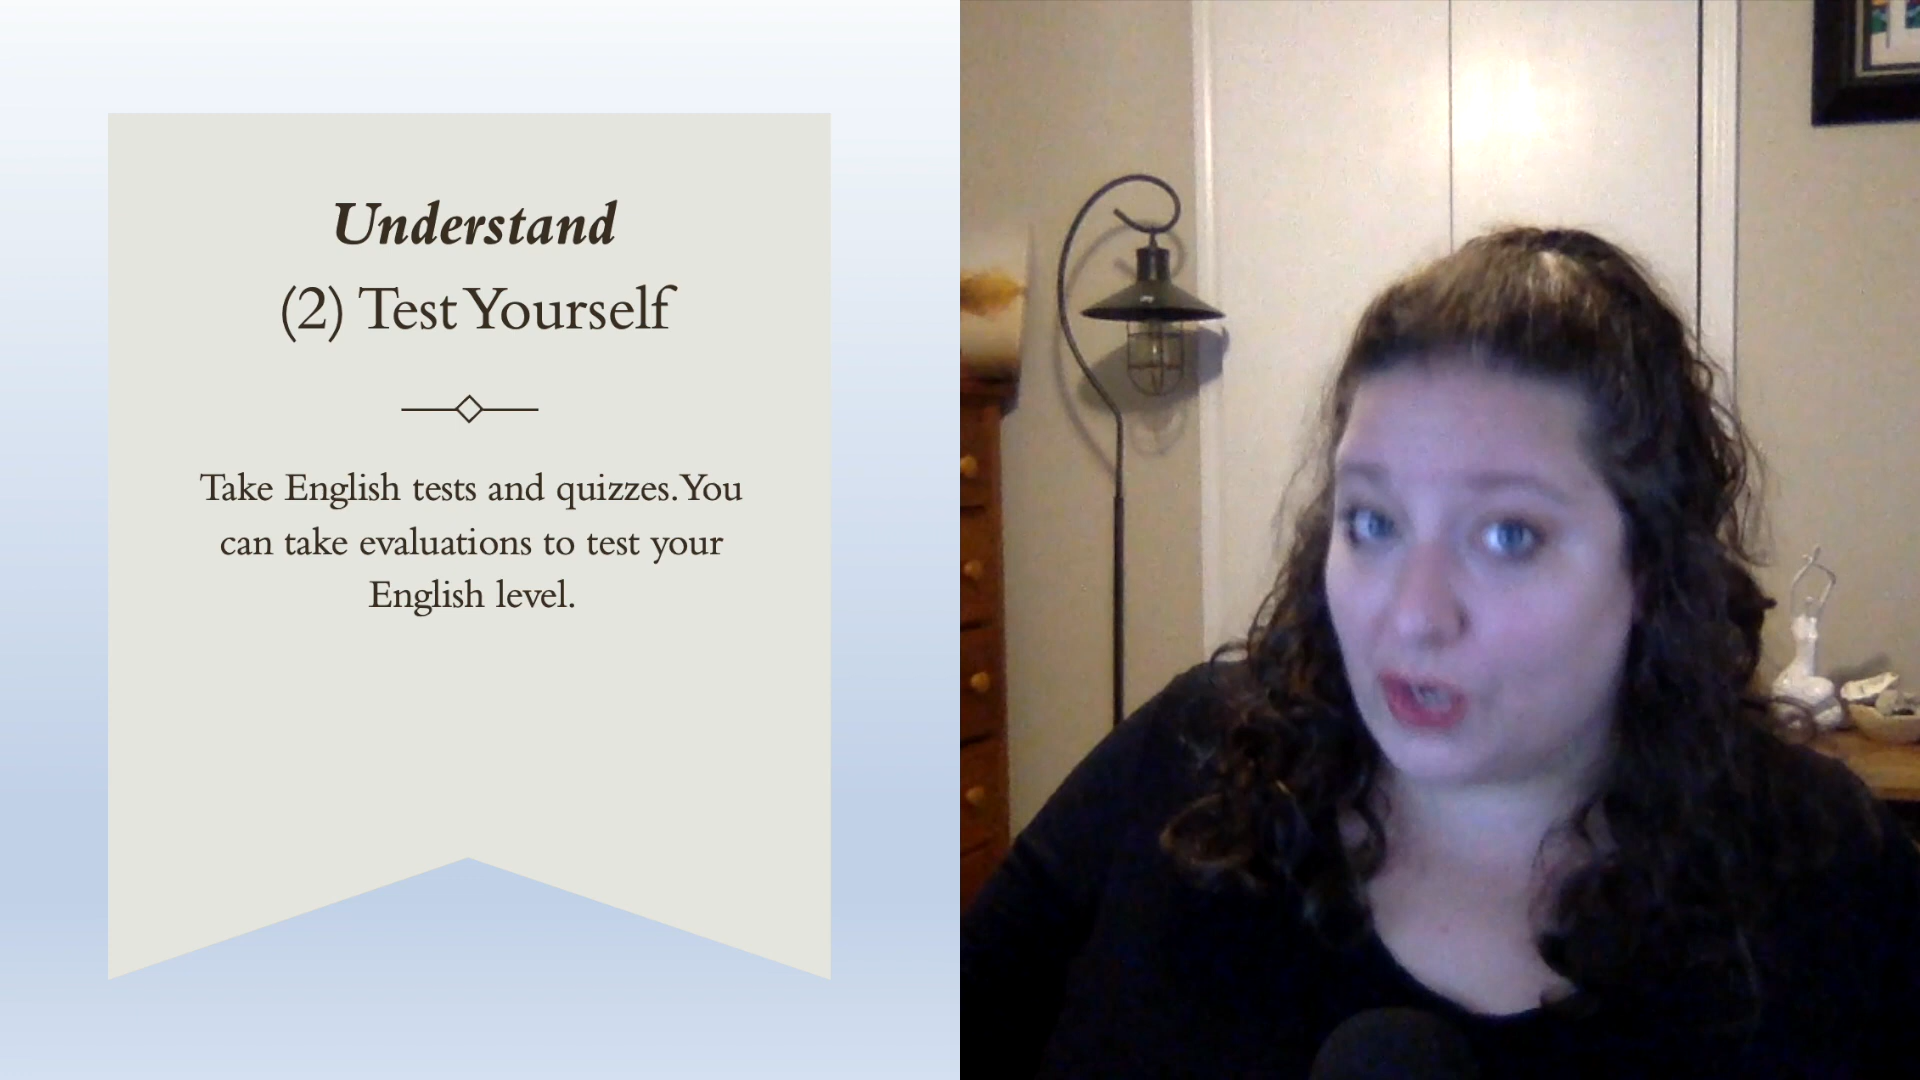 Understand
(2) Test Yourself
Take English tests and quizzes.You
can take evaluations to test your
English level.